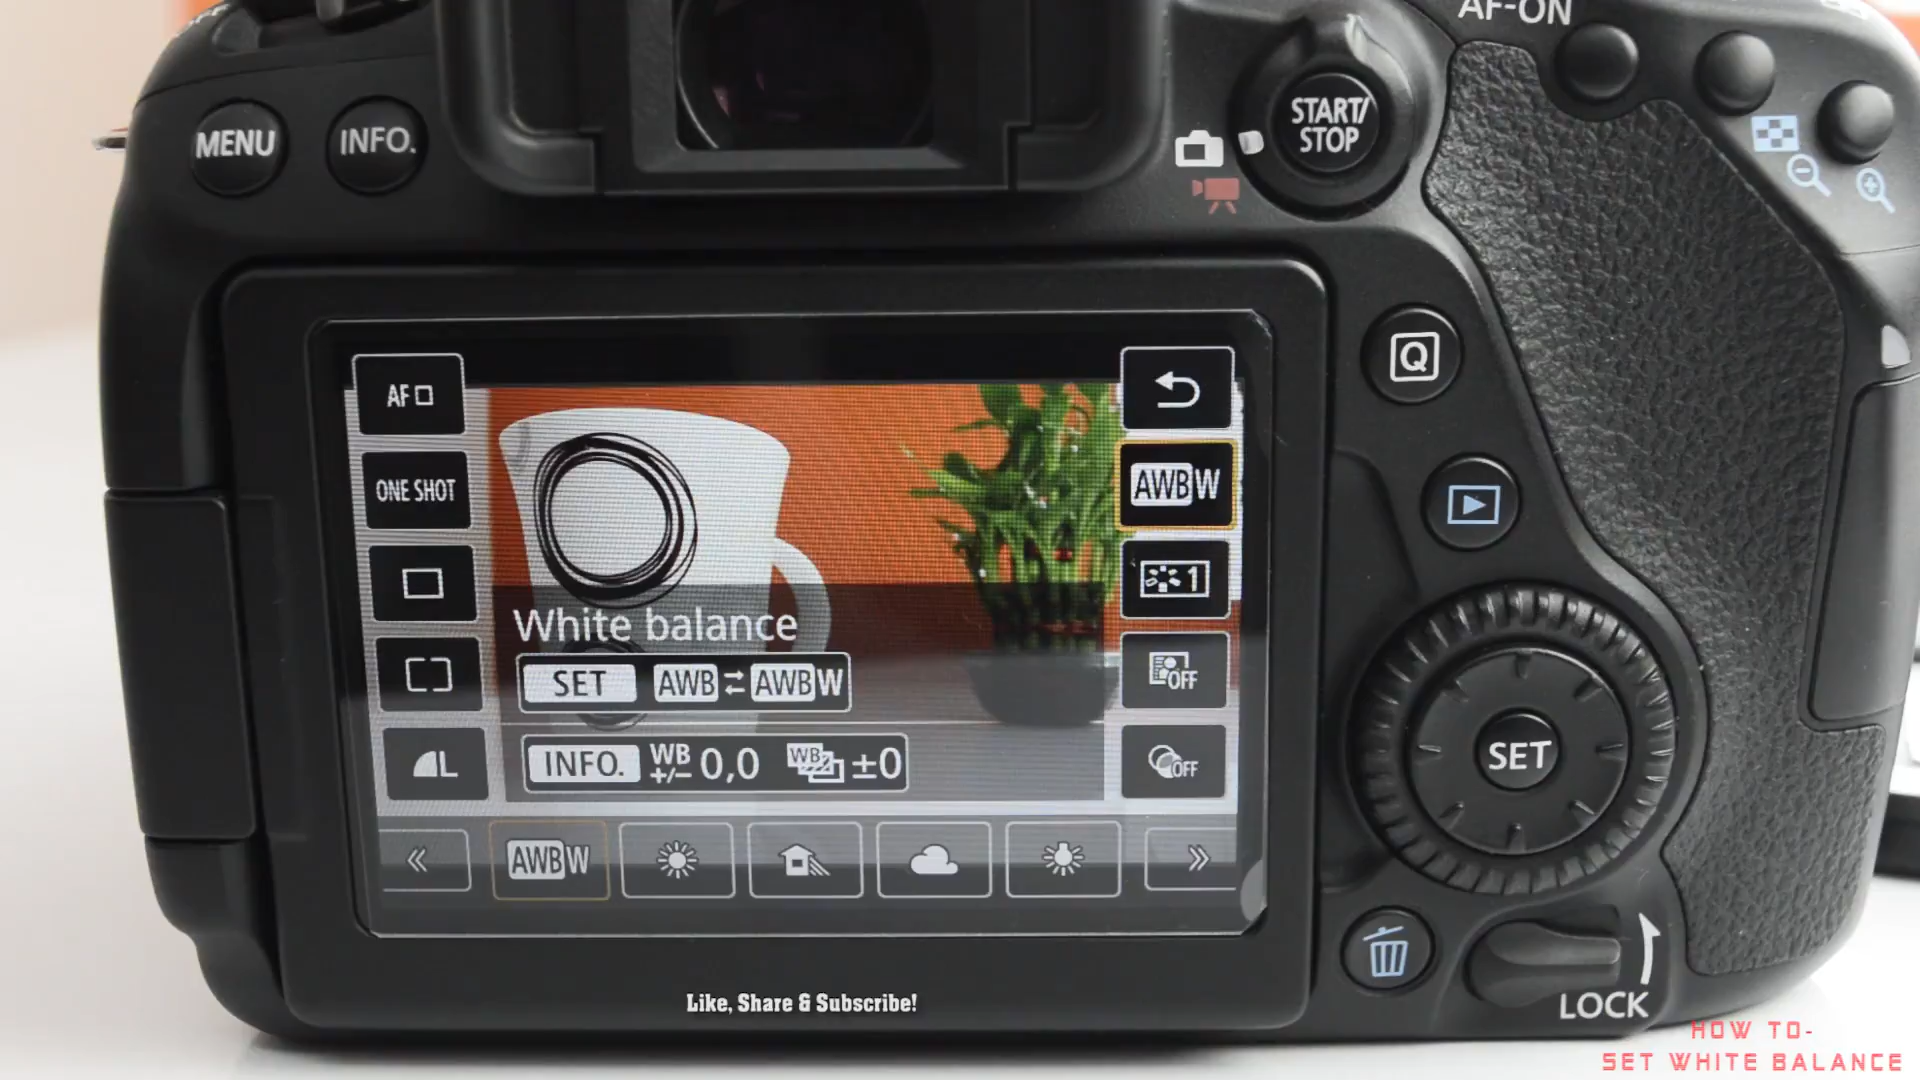 AF-ON
MENU
INFO.
START/
STOP
Q
AF
AWBW
ONE SHOT
1
White balance
SET AWB AWBW
OFF
L
INFO. WB +/- 0,0 WB ±0
OFF
SET
AWBW
Like, Share & Subscribe!
LOCK
HOW TO-
SET WHITE BALANCE